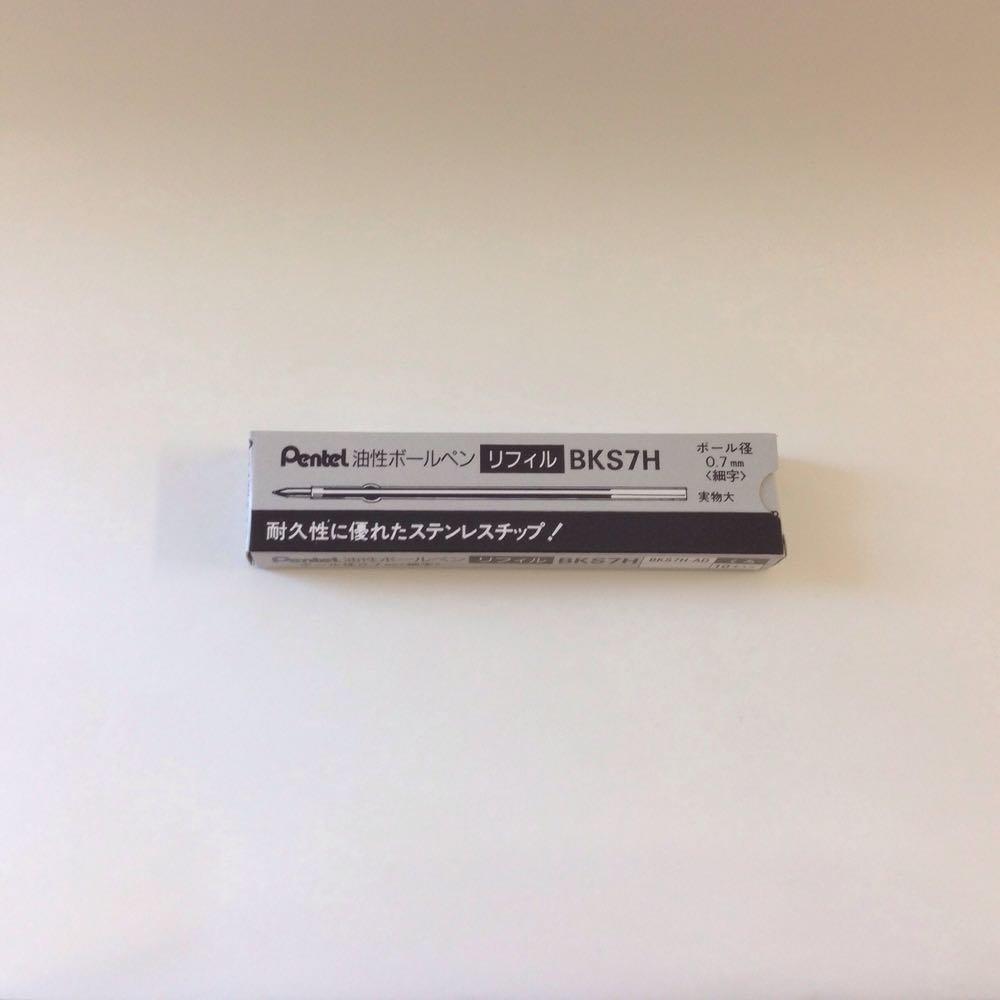 Pentel 油性ボールペン リフィル BKS7H
ボール径
0.7mm
〈細字〉
実物大
耐久性に優れたステンレスチップ!
Pentel 油性ボールペン リフィル BKS7H
BKS7H-AD